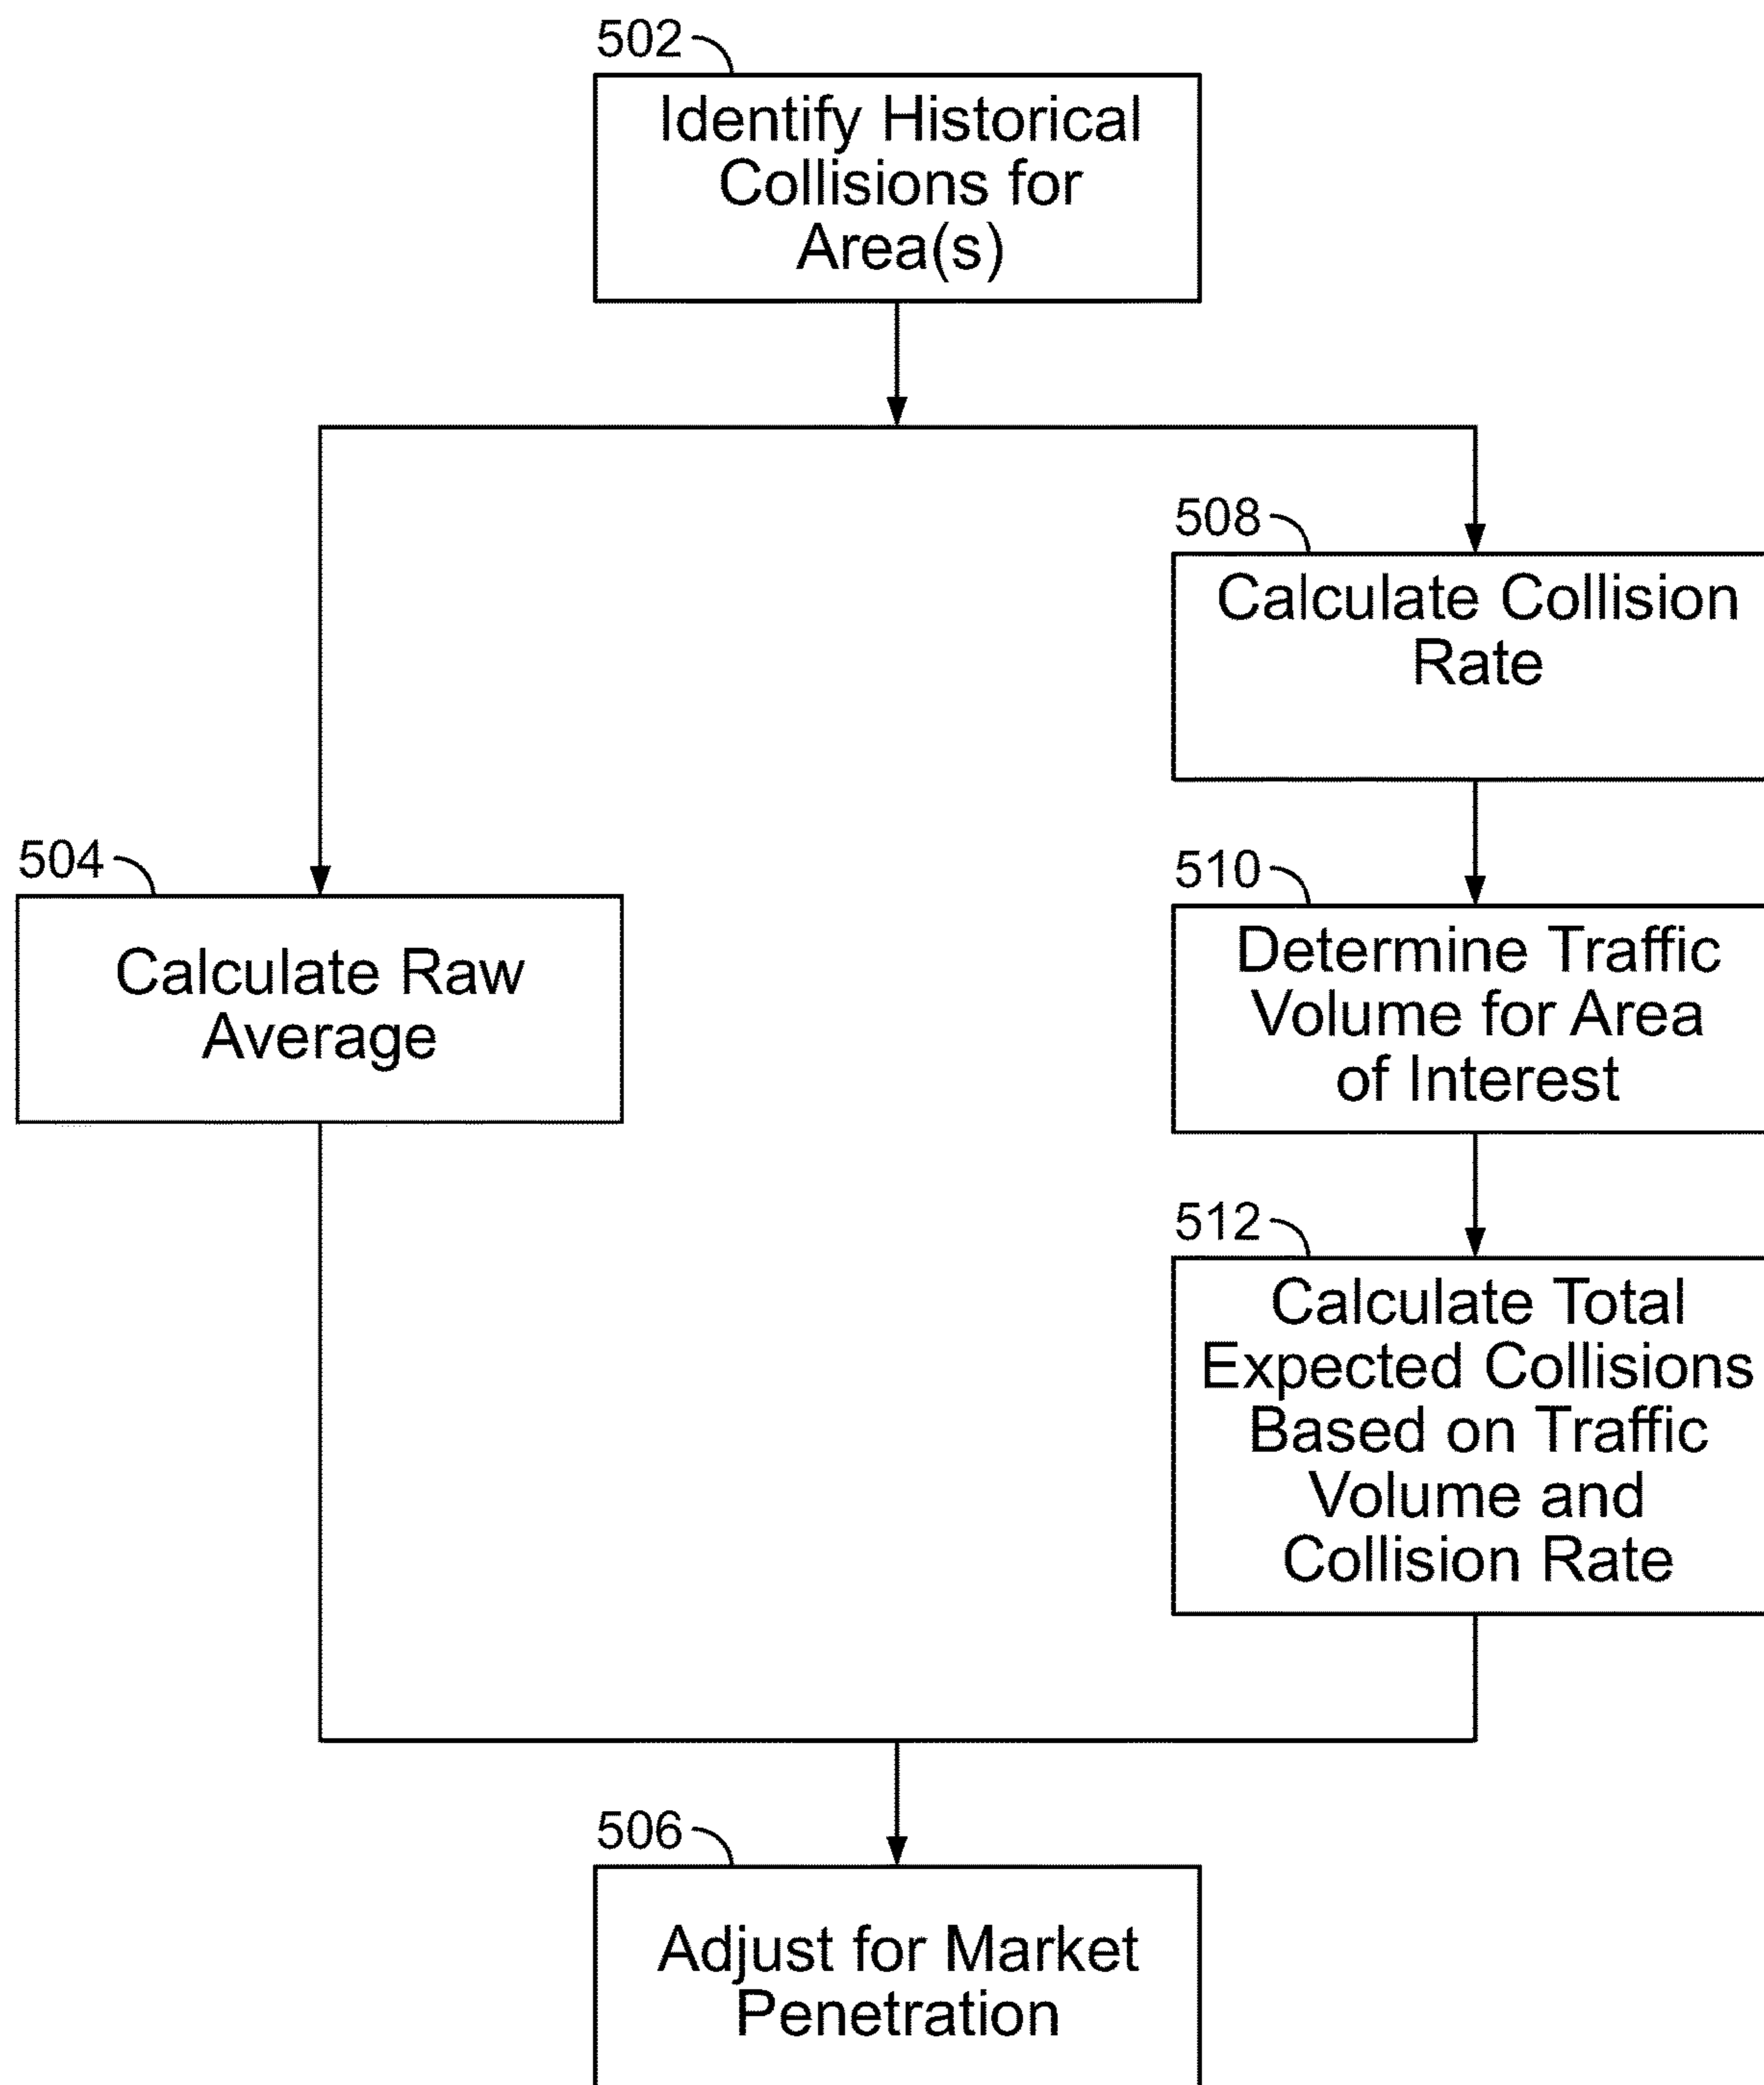 502
Identify Historical
Collisions for
Area(s)
508
Calculate Collision
Rate
504
Calculate Raw
Average
510
Determine Traffic
Volume for Area
of Interest
512
Calculate Total
Expected Collisions
Based on Traffic
Volume and
Collision Rate
506
Adjust for Market
Penetration